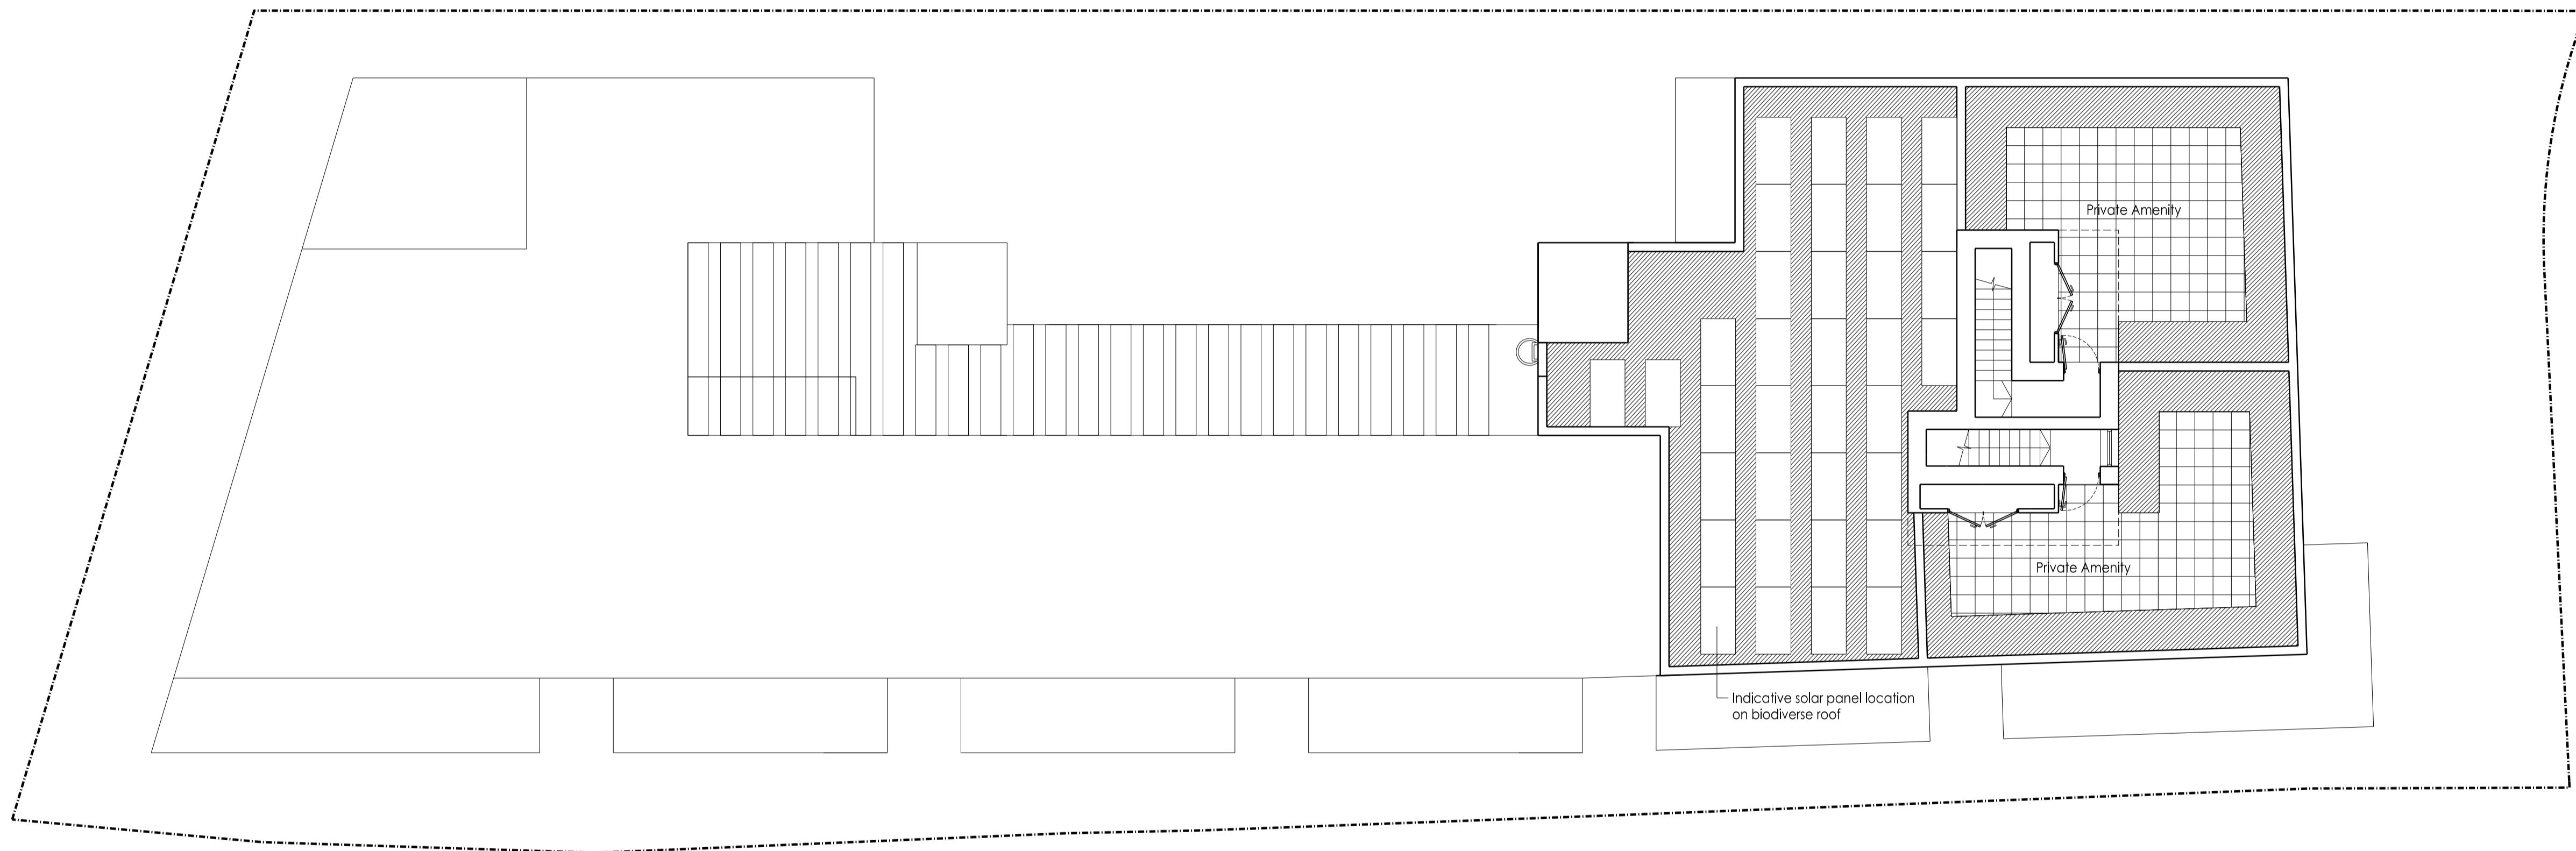 Private Amenity
Private Amenity
Indicative solar panel location
on biodiverse roof